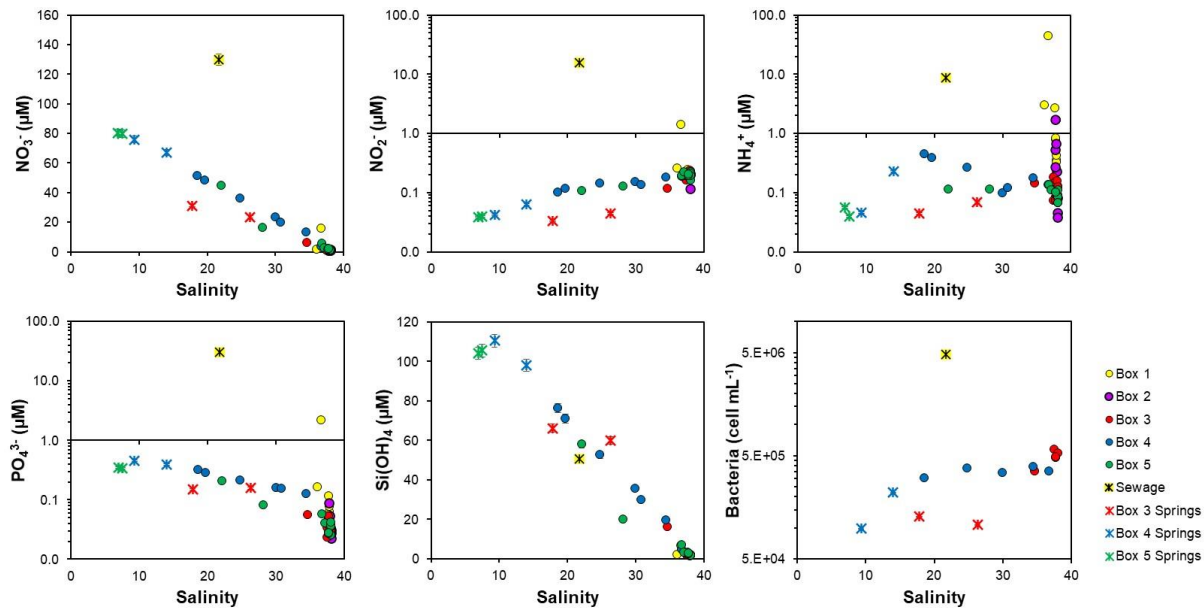 160
140
120
100
80
60
40
20
0
NO₃⁻ (µM)
0 10 20 30 40
Salinity
100.0
10.0
1.0
0.1
0.0
NO₂⁻ (µM)
0 10 20 30 40
Salinity
100.0
10.0
1.0
0.1
0.0
NH₄⁺ (µM)
0 10 20 30 40
Salinity
100.0
10.0
1.0
0.1
0.0
PO₄³⁻ (µM)
0 10 20 30 40
Salinity
120
100
80
60
40
20
0
Si(OH)₄ (µM)
0 10 20 30 40
Salinity
5.E+06
5.E+05
5.E+04
Bacteria (cell mL⁻¹)
0 10 20 30 40
Salinity
Box 1
Box 2
Box 3
Box 4
Box 5
Sewage
Box 3 Springs
Box 4 Springs
Box 5 Springs